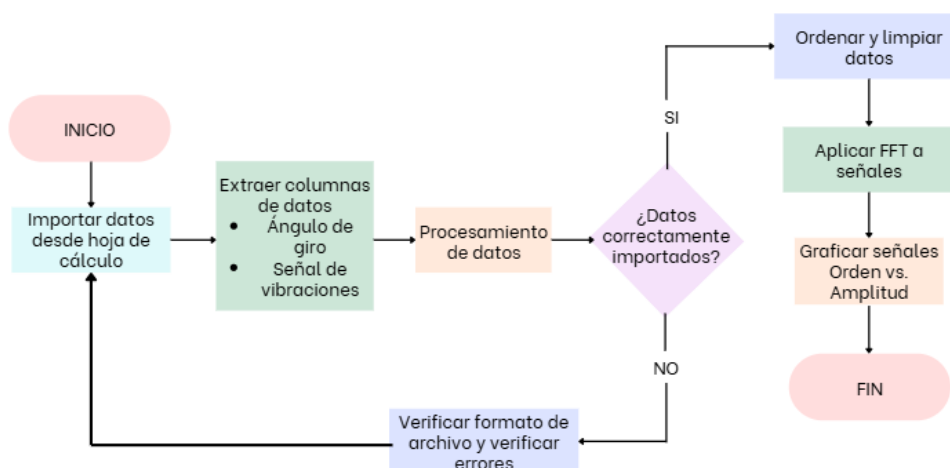 INICIO
Importar datos
desde hoja de
cálculo
Extraer columnas
de datos
• Ángulo de
giro
• Señal de
vibraciones
Procesamiento
de datos
¿Datos
correctamente
importados?
SI
Ordenar y limpiar
datos
Aplicar FFT a
señales
Graficar señales
Orden vs.
Amplitud
FIN
NO
Verificar formato de
archivo y verificar
errores